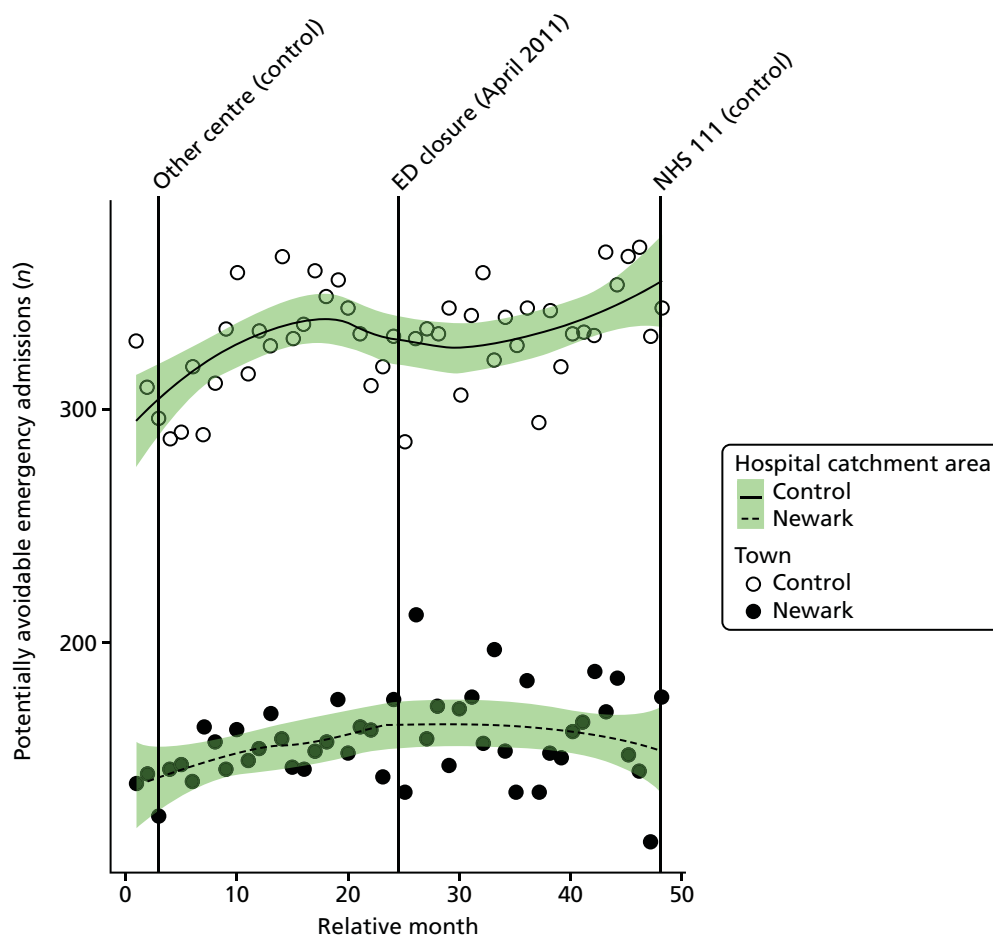 Other centre (control)
ED closure (April 2011)
NHS 111 (control)
Potentially avoidable emergency admissions (n)
300
200
0
10
20
30
40
50
Relative month
Hospital catchment area
Control
Newark
Town
Control
Newark